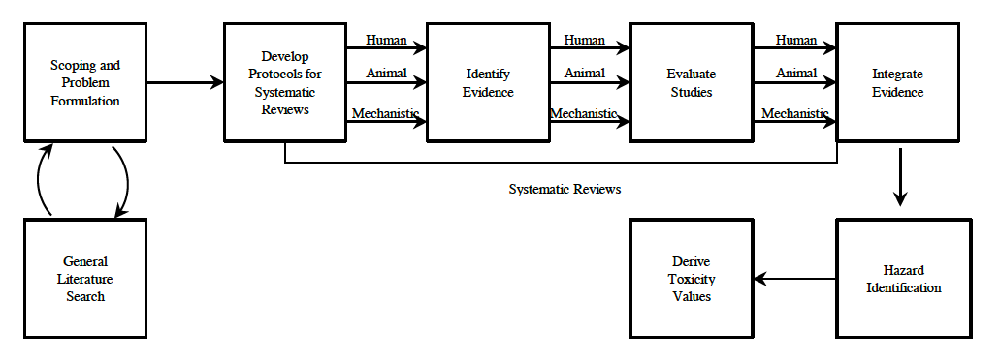 Scoping and
Problem
Formulation
Develop
Protocols for
Systematic
Reviews
Human
Animal
Mechanistic
Identify
Evidence
Human
Animal
Mechanistic
Evaluate
Studies
Human
Animal
Mechanistic
Integrate
Evidence
Systematic Reviews
General
Literature
Search
Derive
Toxicity
Values
Hazard
Identification